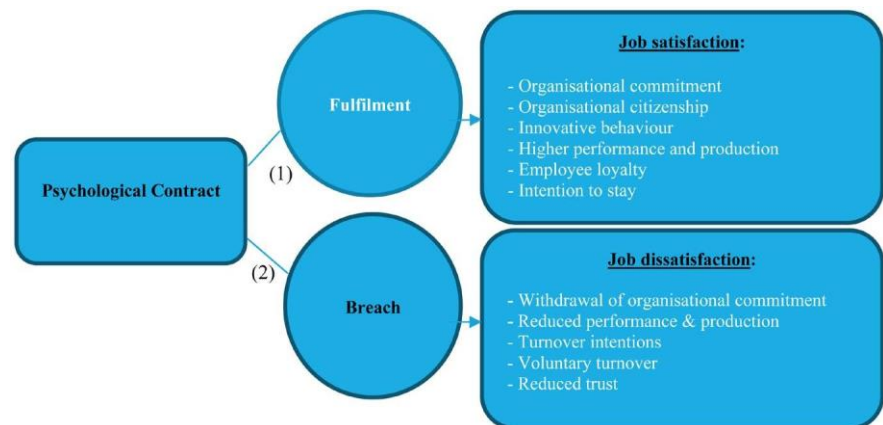 Psychological Contract
(1)
Fulfilment
Job satisfaction:
- Organisational commitment
- Organisational citizenship
- Innovative behaviour
- Higher performance and production
- Employee loyalty
- Intention to stay
(2)
Breach
Job dissatisfaction:
- Withdrawal of organisational commitment
- Reduced performance & production
- Turnover intentions
- Voluntary turnover
- Reduced trust